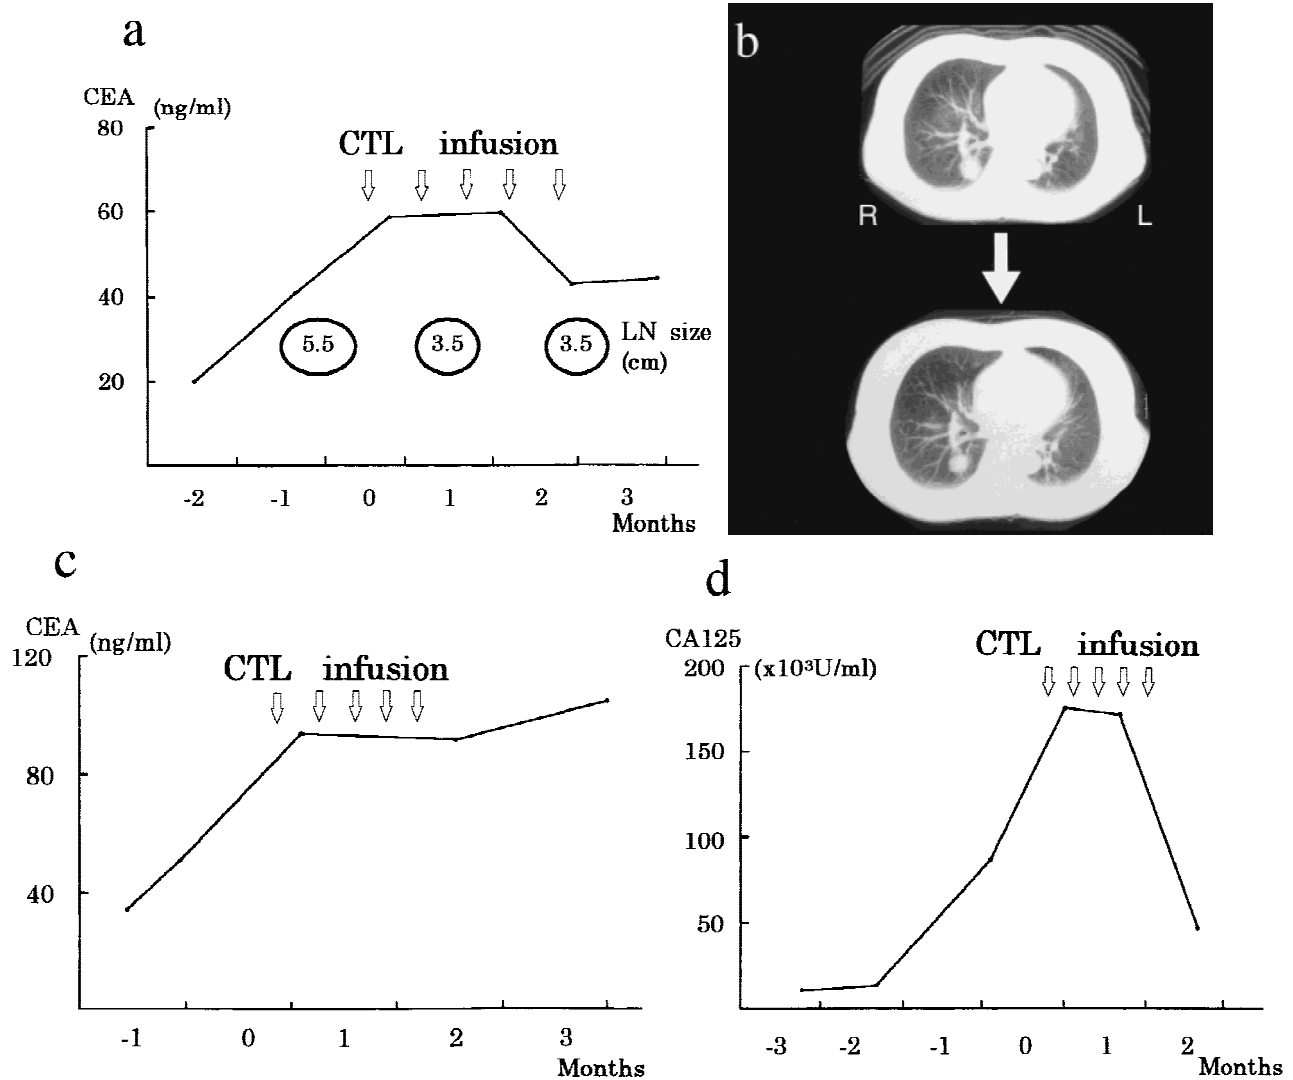 a
CEA (ng/ml)
80
CTL infusion
60
40
5.5 3.5 3.5 LN size
(cm)
20
-2 -1 0 1 2 3
Months
b
R L
c
CEA (ng/ml)
120
CTL infusion
80
40
-1 0 1 2 3
Months
d
CA125
200 (x10³U/ml)
CTL infusion
150
100
50
-3 -2 -1 0 1 2
Months